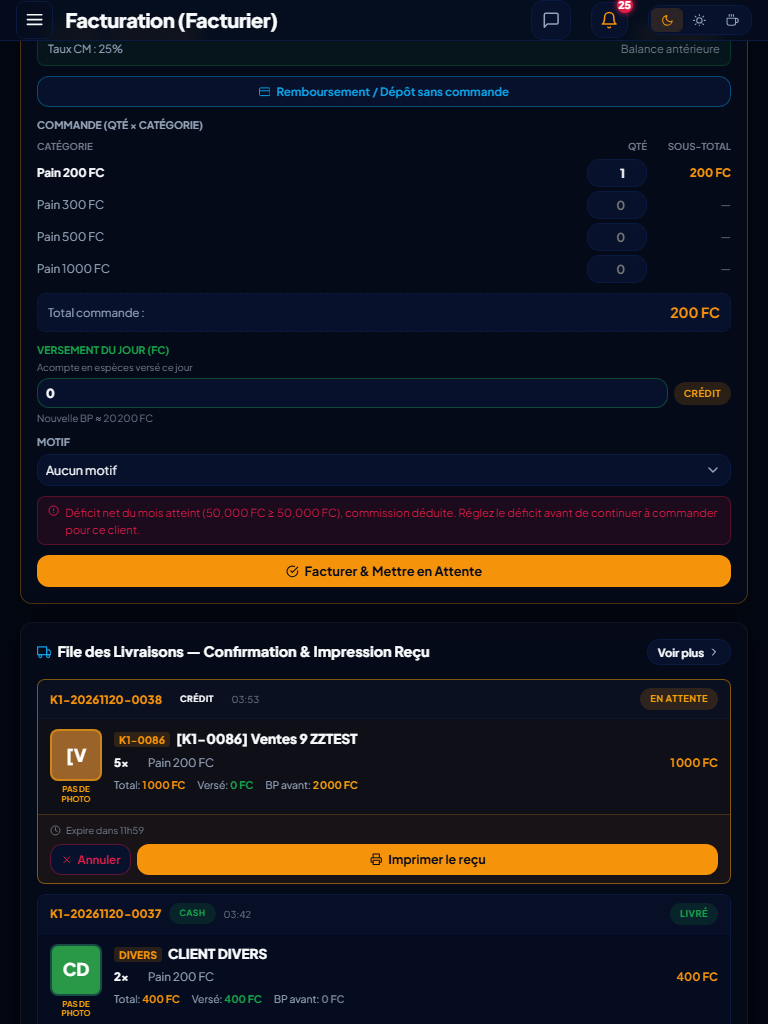 Facturation (Facturier)
25
Taux CM : 25%
Balance antérieure
Remboursement / Dépôt sans commande
COMMANDE (QTÉ × CATÉGORIE)
CATÉGORIE QTÉ SOUS-TOTAL
Pain 200 FC 1 200 FC
Pain 300 FC 0 —
Pain 500 FC 0 —
Pain 1000 FC 0 —
Total commande : 200 FC
VERSEMENT DU JOUR (FC)
Acompte en espèces versé ce jour
0 CRÉDIT
Nouvelle BP ≈ 20 200 FC
MOTIF
Aucun motif
Déficit net du mois atteint (50,000 FC ≥ 50,000 FC), commission déduite. Réglez le déficit avant de continuer à commander
pour ce client.
Facturer & Mettre en Attente
File des Livraisons — Confirmation & Impression Reçu
Voir plus
K1-20261120-0038 CRÉDIT 03:53 EN ATTENTE
[V
PAS DE
PHOTO
K1-0086 [K1-0086] Ventes 9 ZZTEST
5× Pain 200 FC 1 000 FC
Total: 1 000 FC Versé: 0 FC BP avant: 2 000 FC
Expire dans 11h59
Annuler
Imprimer le reçu
K1-20261120-0037 CASH 03:42 LIVRÉ
CD
PAS DE
PHOTO
DIVERS CLIENT DIVERS
2× Pain 200 FC 400 FC
Total: 400 FC Versé: 400 FC BP avant: 0 FC